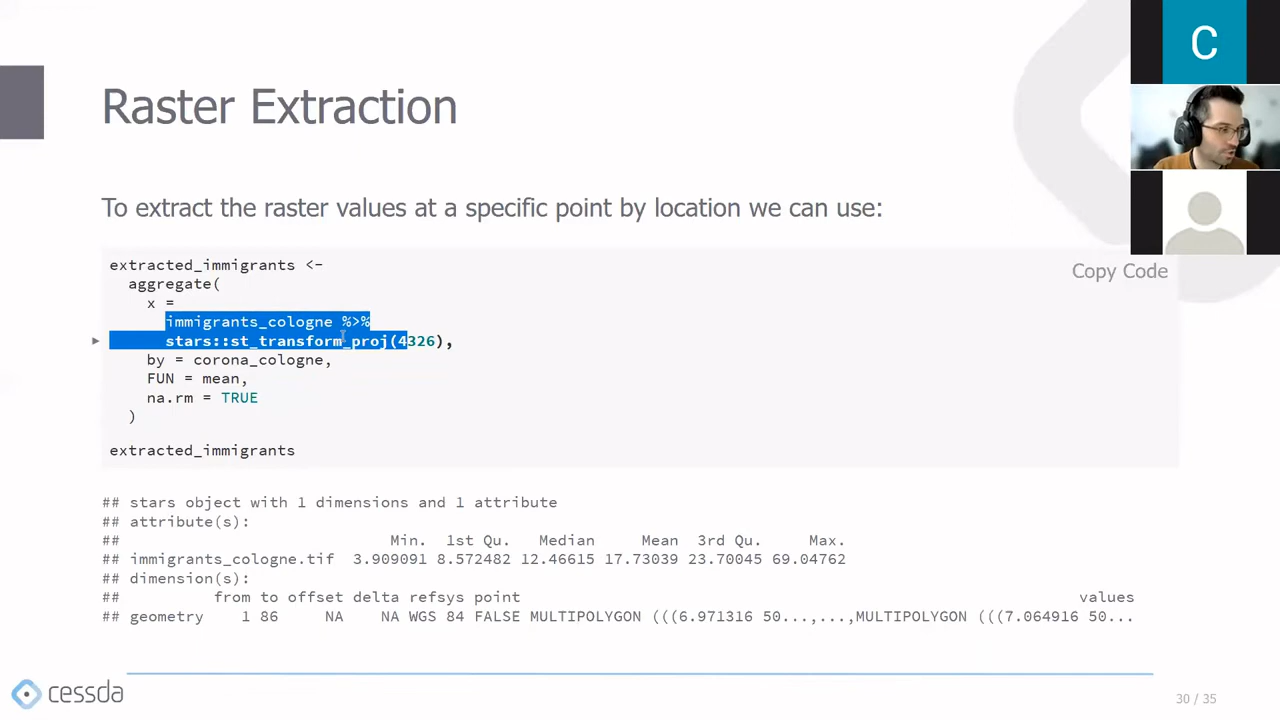 C
Raster Extraction
To extract the raster values at a specific point by location we can use:
Copy Code
extracted_immigrants <-
aggregate(
x =
immigrants_cologne %>%
stars::st_transform_proj(4326),
by = corona_cologne,
FUN = mean,
na.rm = TRUE
)
extracted_immigrants
## stars object with 1 dimensions and 1 attribute
## attribute(s):
## Min. 1st Qu. Median Mean 3rd Qu. Max.
## immigrants_cologne.tif 3.909091 8.572482 12.46615 17.73039 23.70045 69.04762
## dimension(s):
## from to offset delta refsys point values
## geometry 1 86 NA NA WGS 84 FALSE MULTIPOLYGON (((6.971316 50...,...,MULTIPOLYGON (((7.064916 50...
cessda
30 / 35